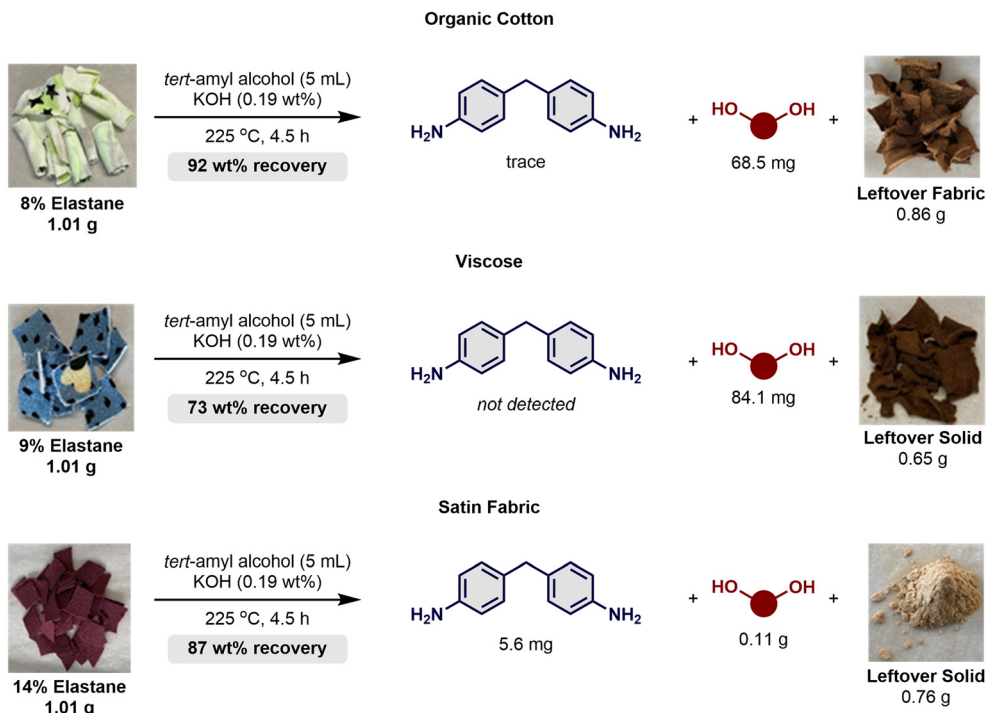 Organic Cotton
tert-amyl alcohol (5 mL)
KOH (0.19 wt%)
225 °C, 4.5 h
92 wt% recovery
8% Elastane
1.01 g
H₂N
NH₂
trace
+
HO
OH
68.5 mg
+
Leftover Fabric
0.86 g
Viscose
tert-amyl alcohol (5 mL)
KOH (0.19 wt%)
225 °C, 4.5 h
73 wt% recovery
9% Elastane
1.01 g
H₂N
NH₂
not detected
+
HO
OH
84.1 mg
+
Leftover Solid
0.65 g
Satin Fabric
tert-amyl alcohol (5 mL)
KOH (0.19 wt%)
225 °C, 4.5 h
87 wt% recovery
14% Elastane
1.01 g
H₂N
NH₂
5.6 mg
+
HO
OH
0.11 g
+
Leftover Solid
0.76 g